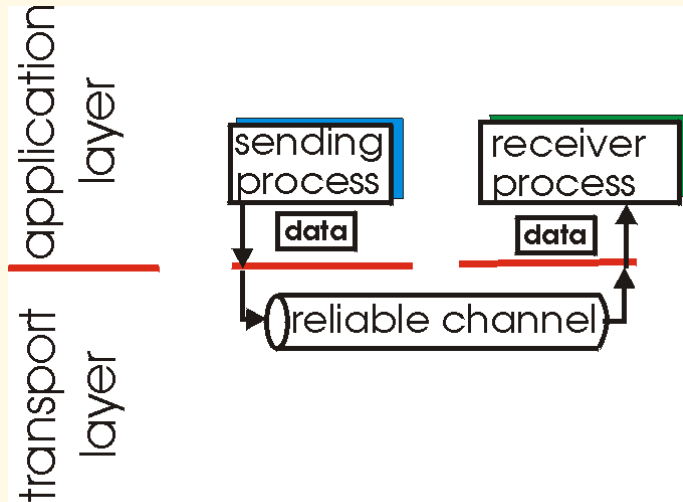 application
layer
sending
process
receiver
process
data
data
transport
layer
reliable channel